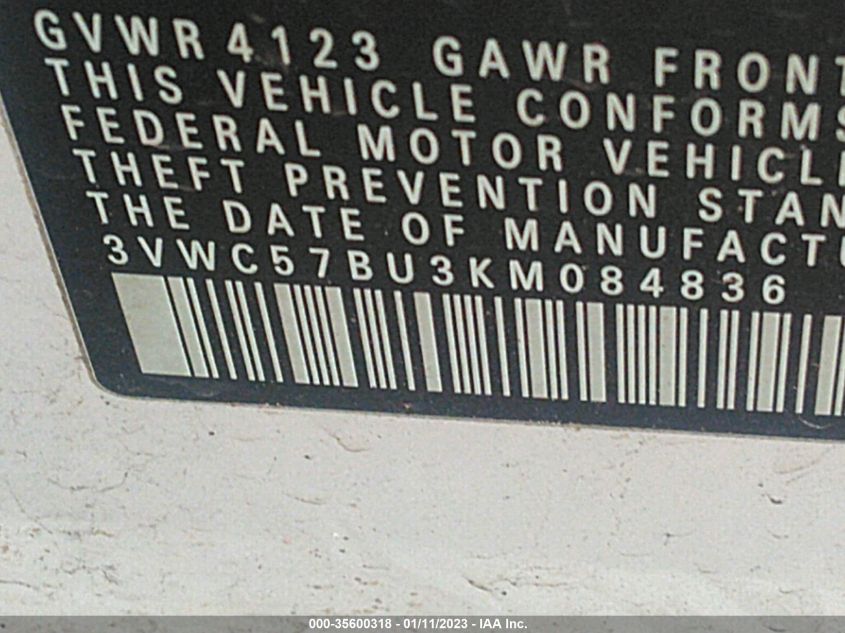 GVWR 4123 GAWR FRONT
THIS VEHICLE CONFORMS
FEDERAL MOTOR VEHICLE
THEFT PREVENTION STAN
THE DATE OF MANUFACTU
3VWC57BU3KM084836
000-35600318 / 01/11/2023 - IAA Inc.